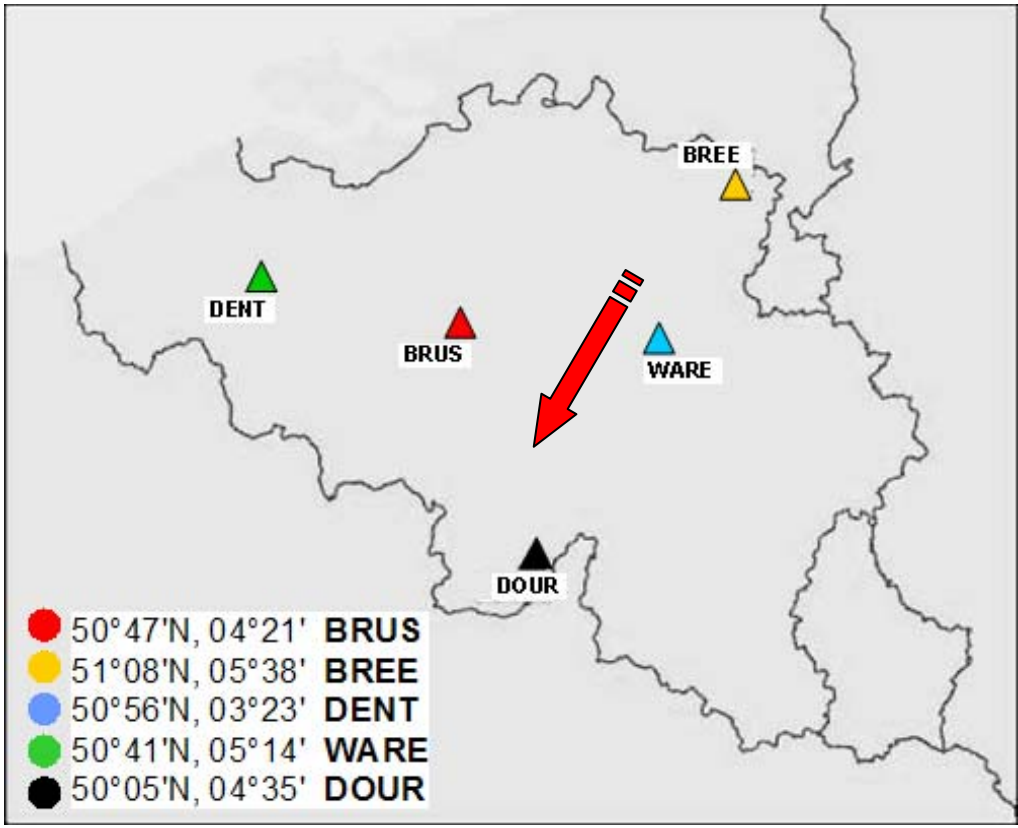 BREE
DENT
BRUS
WARE
DOUR
50°47'N, 04°21' BRUS
51°08'N, 05°38' BREE
50°56'N, 03°23' DENT
50°41'N, 05°14' WARE
50°05'N, 04°35' DOUR